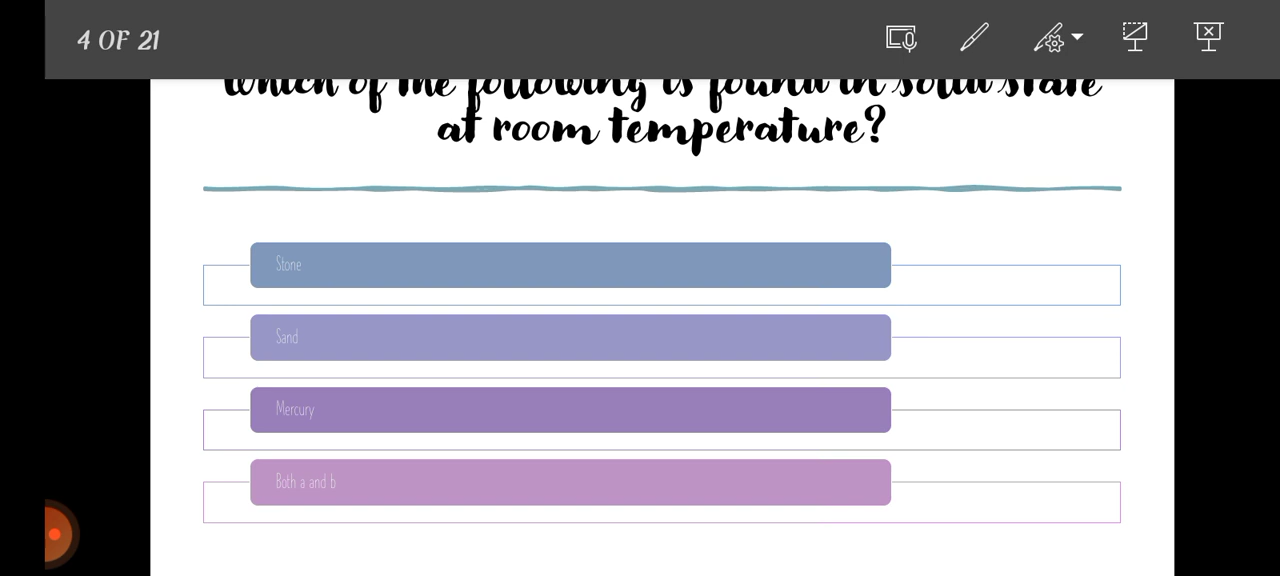 4 OF 21
Which of the following is found in solid state
at room temperature?
Stone
Sand
Mercury
Both a and b